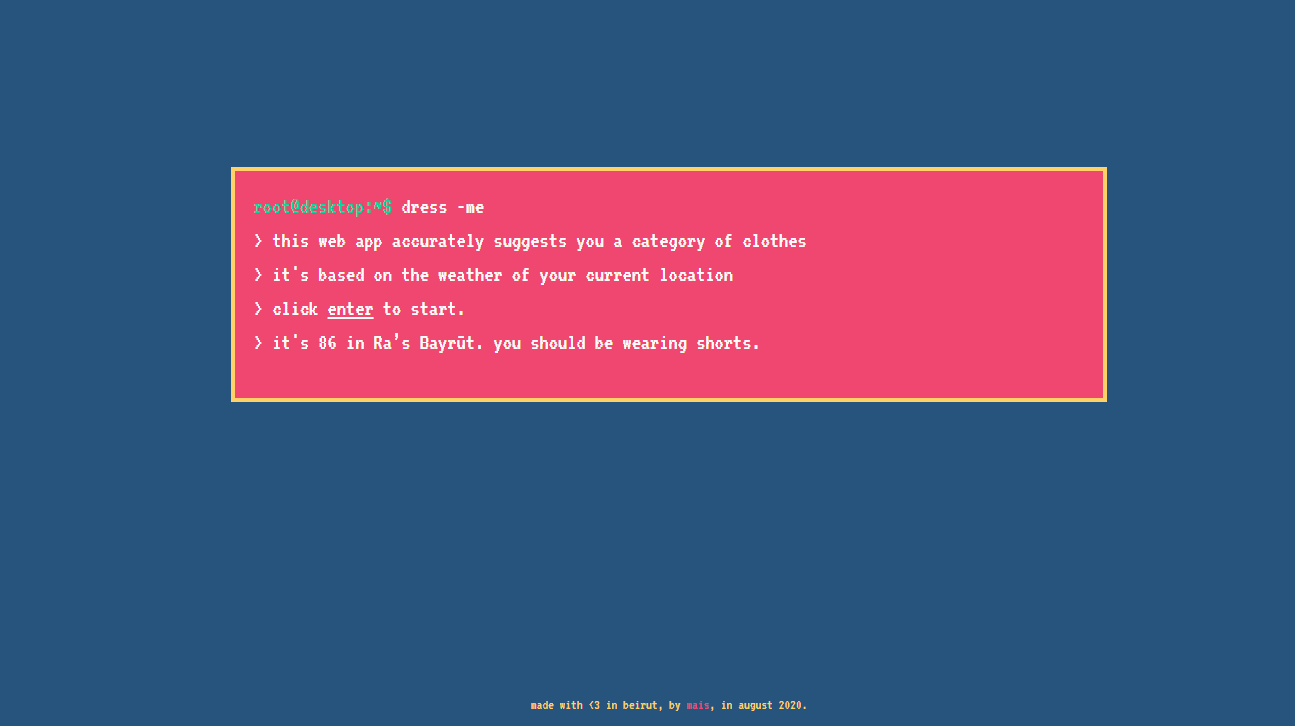 root@desktop:~$ dress -me
> this web app accurately suggests you a category of clothes
> it's based on the weather of your current location
> click enter to start.
> it's 86 in Ra’s Bayrūt. you should be wearing shorts.
made with <3 in beirut, by mais, in august 2020.